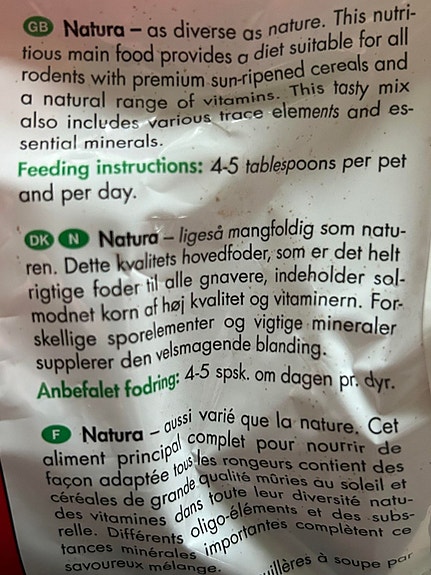 GB Natura – as diverse as nature. This nutri-
tious main food provides a diet suitable for all
rodents with premium sun-ripened cereals and
a natural range of vitamins. This tasty mix
also includes various trace elements and es-
sential minerals.
Feeding instructions: 4-5 tablespoons per pet
and per day.
DK N Natura – ligeså mangfoldig som natu-
ren. Dette kvalitets hovedfoder, som er det helt
rigtige foder til alle gnavere, indeholder sol-
modnet korn af høj kvalitet og vitaminern. For-
skellige sporelementer og vigtige mineraler
supplerer den velsmagende blanding.
Anbefalet fodring: 4-5 spsk. om dagen pr. dyr.
F Natura – aussi varié que la nature. Cet
aliment principal complet pour nourrir de
façon adaptée tous les rongeurs contient des
céréales de grande qualité mûries au soleil et
des vitamines dans toute leur diversité natu-
relle. Différents oligo-éléments et des subs-
tances minérales importantes complètent ce
savoureux mélange.
à soupe par